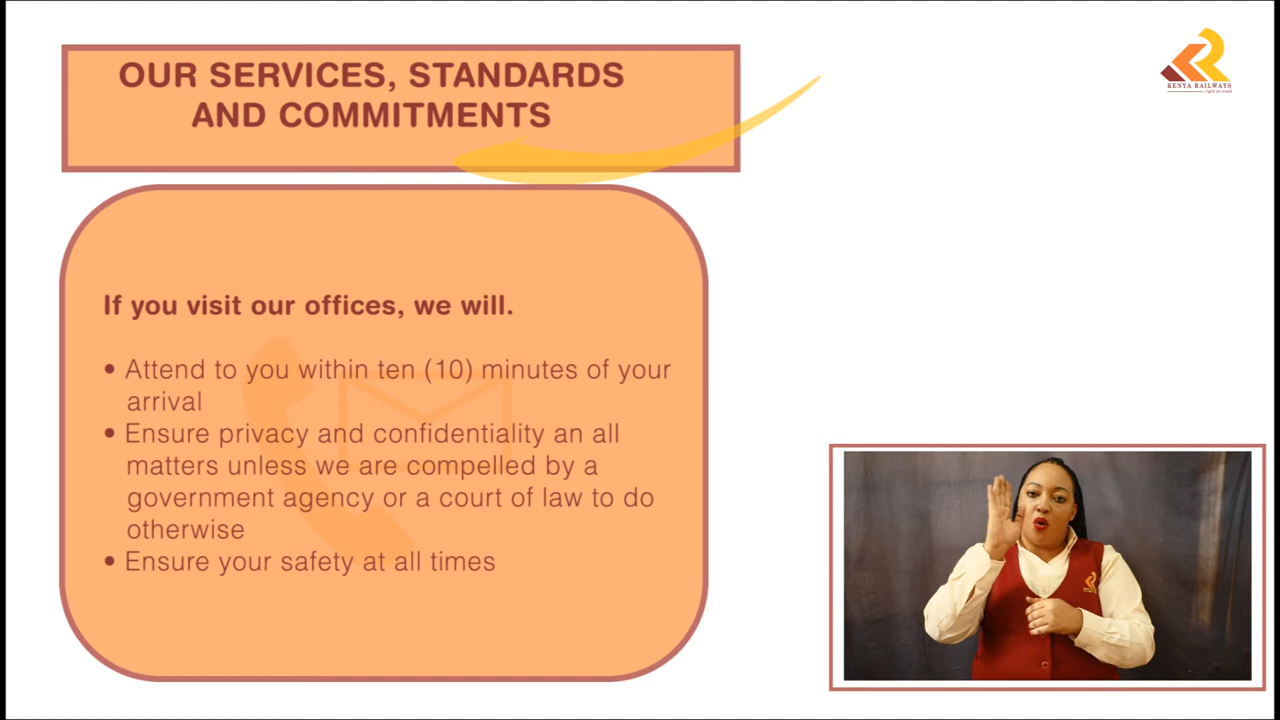 OUR SERVICES, STANDARDS
AND COMMITMENTS
KENYA RAILWAYS
If you visit our offices, we will.
• Attend to you within ten (10) minutes of your
arrival
• Ensure privacy and confidentiality an all
matters unless we are compelled by a
government agency or a court of law to do
otherwise
• Ensure your safety at all times